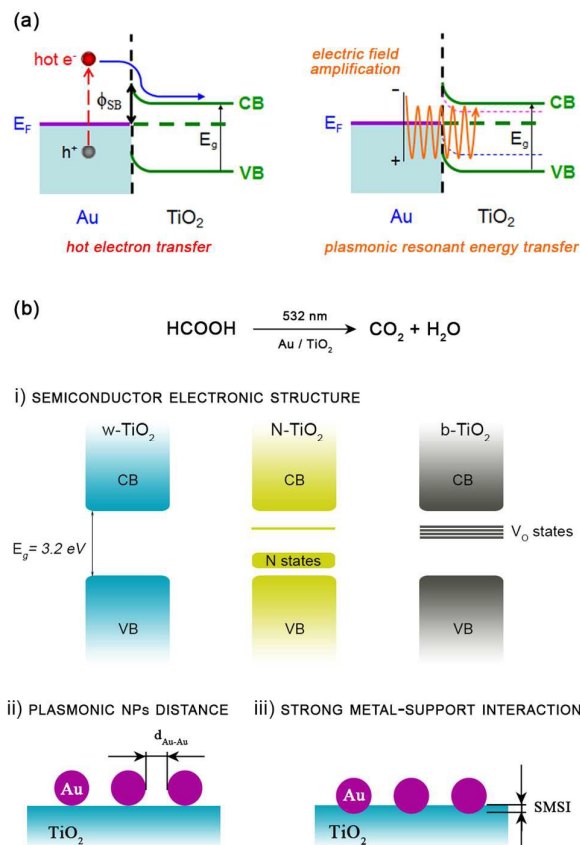 (a)
hot e⁻
ϕSB
CB
EF
Eg
h⁺
VB
Au
TiO₂
hot electron transfer
electric field
amplification
-
CB
EF
Eg
+
VB
Au
TiO₂
plasmonic resonant energy transfer
(b)
HCOOH 532 nm CO₂ + H₂O
Au / TiO₂
i) SEMICONDUCTOR ELECTRONIC STRUCTURE
w-TiO₂ N-TiO₂ b-TiO₂
CB CB CB
Eg= 3.2 eV
VO states
N states
VB VB VB
ii) PLASMONIC NPs DISTANCE
dAu-Au
Au
TiO₂
iii) STRONG METAL-SUPPORT INTERACTION
Au
SMSI
TiO₂